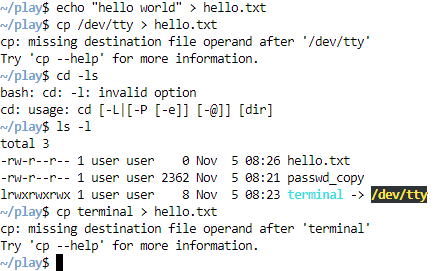 ~/play$ echo "hello world" > hello.txt
~/play$ cp /dev/tty > hello.txt
cp: missing destination file operand after '/dev/tty'
Try 'cp --help' for more information.
~/play$ cd -ls
bash: cd: -l: invalid option
cd: usage: cd [-L|[-P [-e]] [-@]] [dir]
~/play$ ls -l
total 3
-rw-r--r-- 1 user user    0 Nov  5 08:26 hello.txt
-rw-r--r-- 1 user user 2362 Nov  5 08:21 passwd_copy
lrwxrwxrwx 1 user user    8 Nov  5 08:23 terminal -> /dev/tty
~/play$ cp terminal > hello.txt
cp: missing destination file operand after 'terminal'
Try 'cp --help' for more information.
~/play$